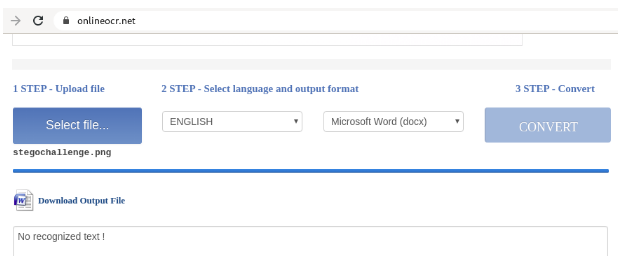 onlineocr.net
1 STEP - Upload file
2 STEP - Select language and output format
3 STEP - Convert
Select file...
ENGLISH
Microsoft Word (docx)
CONVERT
stegochallenge.png
W
Download Output File
No recognized text !